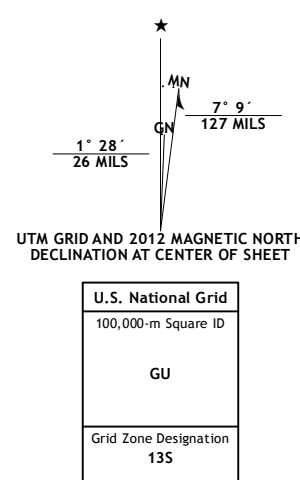 ★
MN
GN
7° 9´
127 MILS
1° 28´
26 MILS
UTM GRID AND 2012 MAGNETIC NORTH
DECLINATION AT CENTER OF SHEET
U.S. National Grid
100,000-m Square ID
GU
Grid Zone Designation
13S